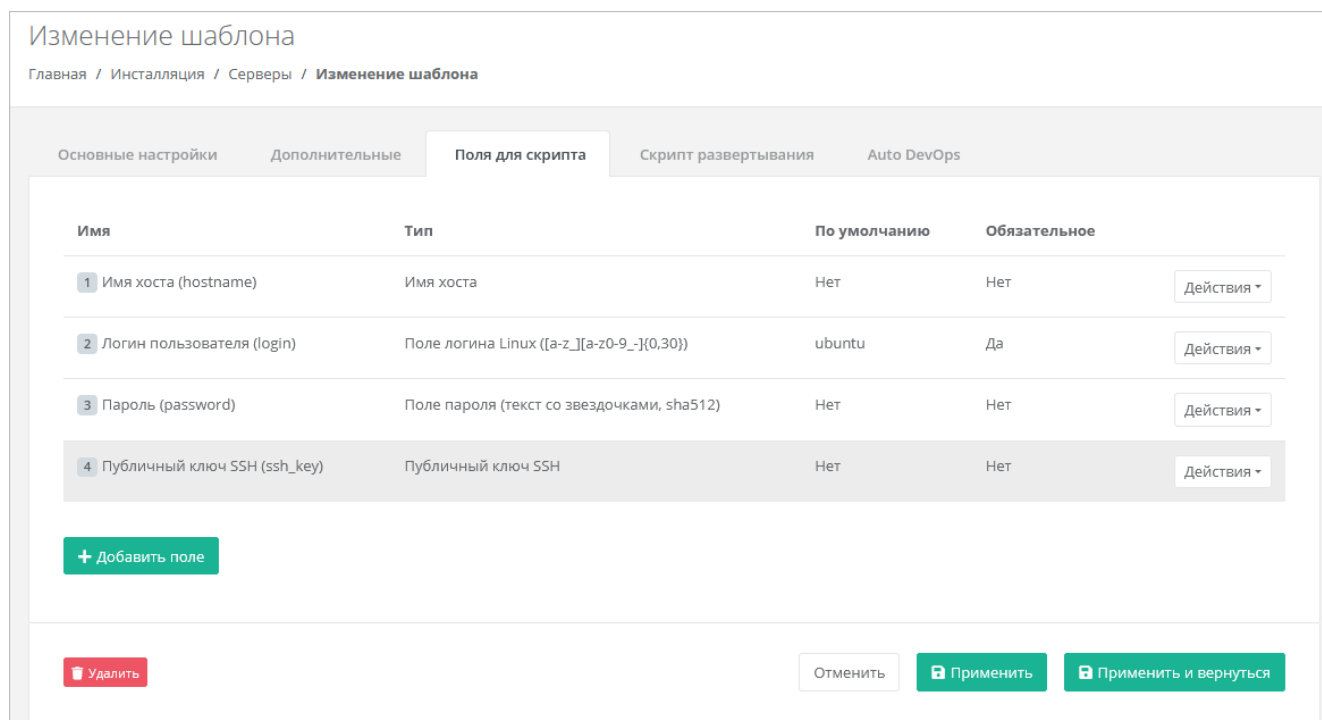 Изменение шаблона
Главная / Инсталляция / Серверы / Изменение шаблона
Основные настройки Дополнительные Поля для скрипта Скрипт развертывания Auto DevOps
Имя Тип По умолчанию Обязательное
1 Имя хоста (hostname) Имя хоста Нет Нет Действия
2 Логин пользователя (login) Поле логина Linux ([a-z_][a-z0-9_-]{0,30}) ubuntu Да Действия
3 Пароль (password) Поле пароля (текст со звездочками, sha512) Нет Нет Действия
4 Публичный ключ SSH (ssh_key) Публичный ключ SSH Нет Нет Действия
+ Добавить поле
Удалить Отменить Применить Применить и вернуться